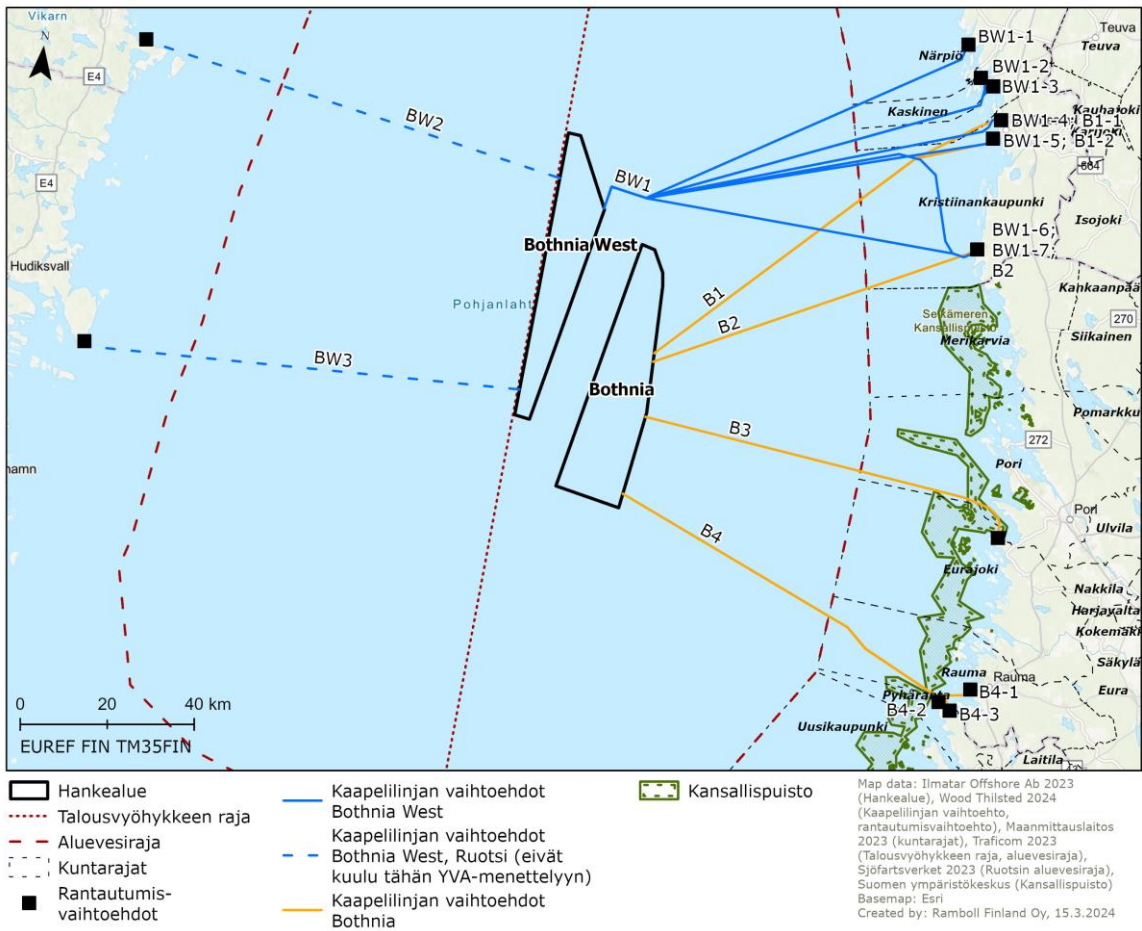 Vikarn
N
E4
E4
BW2
BW1
BW3
Hudiksvall
Pohjanlaht
Bothnia West
Bothnia
B1
B2
B3
B4
Närpiö
Kaskinen
BW1-1
BW1-2
BW1-3
BW1-4; B1-1
BW1-5; B1-2
Teuva
Teuva
Kauhajoki
Karijoki
664
Kristiinankaupunki
Isojoki
BW1-6;
BW1-7
B2
Kankaanpää
Selkämeren
Kansallispuisto
Merikarvia
270
Siikainen
Pomarkku
272
Pori
Pori
Ulvila
Eurajoki
Nakkila
Harjavalta
Kokemäki
Säkylä
Rauma
Rauma
Eura
B4-1
Pyhäranta
B4-2
B4-3
Uusikaupunki
Laitila
hamn
0 20 40 km
EUREF FIN TM35FIN
Hankealue
Talousvyöhykkeen raja
Aluevesiraja
Kuntarajat
Rantautumis-
vaihtoehdot
Kaapelilinjan vaihtoehdot
Bothnia West
Kaapelilinjan vaihtoehdot
Bothnia West, Ruotsi (eivät
kuulu tähän YVA-menettelyyn)
Kaapelilinjan vaihtoehdot
Bothnia
Kansallispuisto
Map data: Ilmatar Offshore Ab 2023
(Hankealue), Wood Thilsted 2024
(Kaapelilinjan vaihtoehto,
rantautumisvaihtoehto), Maanmittauslaitos
2023 (kuntarajat), Traficom 2023
(Talousvyöhykkeen raja, aluevesiraja),
Sjöfartsverket 2023 (Ruotsin aluevesiraja),
Suomen ympäristökeskus (Kansallispuisto)
Basemap: Esri
Created by: Ramboll Finland Oy, 15.3.2024